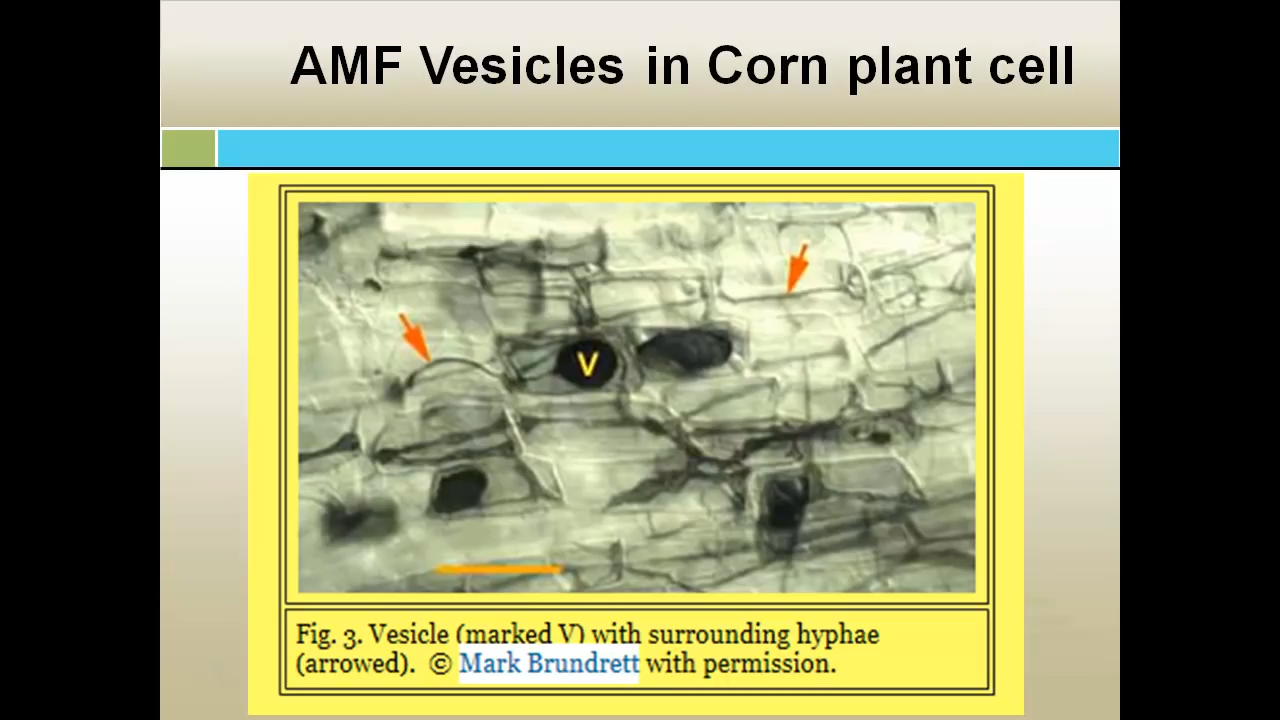 AMF Vesicles in Corn plant cell
V
Fig. 3. Vesicle (marked V) with surrounding hyphae
(arrowed). © Mark Brundrett with permission.